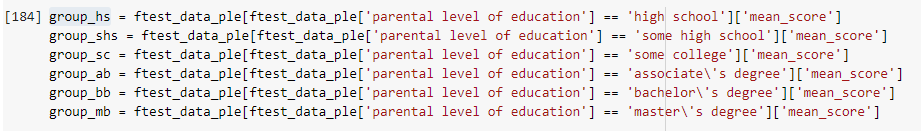 [184] group_hs = ftest_data_ple[ftest_data_ple['parental level of education'] == 'high school']['mean_score']
group_shs = ftest_data_ple[ftest_data_ple['parental level of education'] == 'some high school']['mean_score']
group_sc = ftest_data_ple[ftest_data_ple['parental level of education'] == 'some college']['mean_score']
group_ab = ftest_data_ple[ftest_data_ple['parental level of education'] == 'associate\'s degree']['mean_score']
group_bb = ftest_data_ple[ftest_data_ple['parental level of education'] == 'bachelor\'s degree']['mean_score']
group_mb = ftest_data_ple[ftest_data_ple['parental level of education'] == 'master\'s degree']['mean_score']